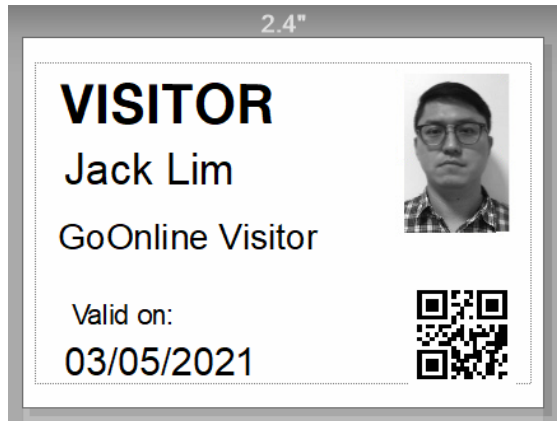 2.4"
VISITOR
Jack Lim
GoOnline Visitor
Valid on:
03/05/2021